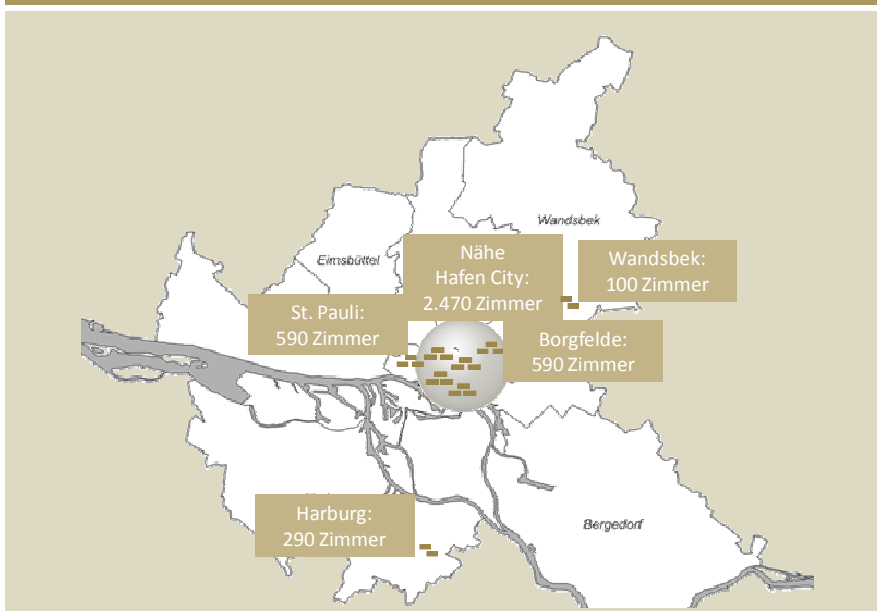 Wandsbek
Eimsbüttel
Nähe
Hafen City:
2.470 Zimmer
Wandsbek:
100 Zimmer
St. Pauli:
590 Zimmer
Borgfelde:
590 Zimmer
Harburg:
290 Zimmer
Bergedorf